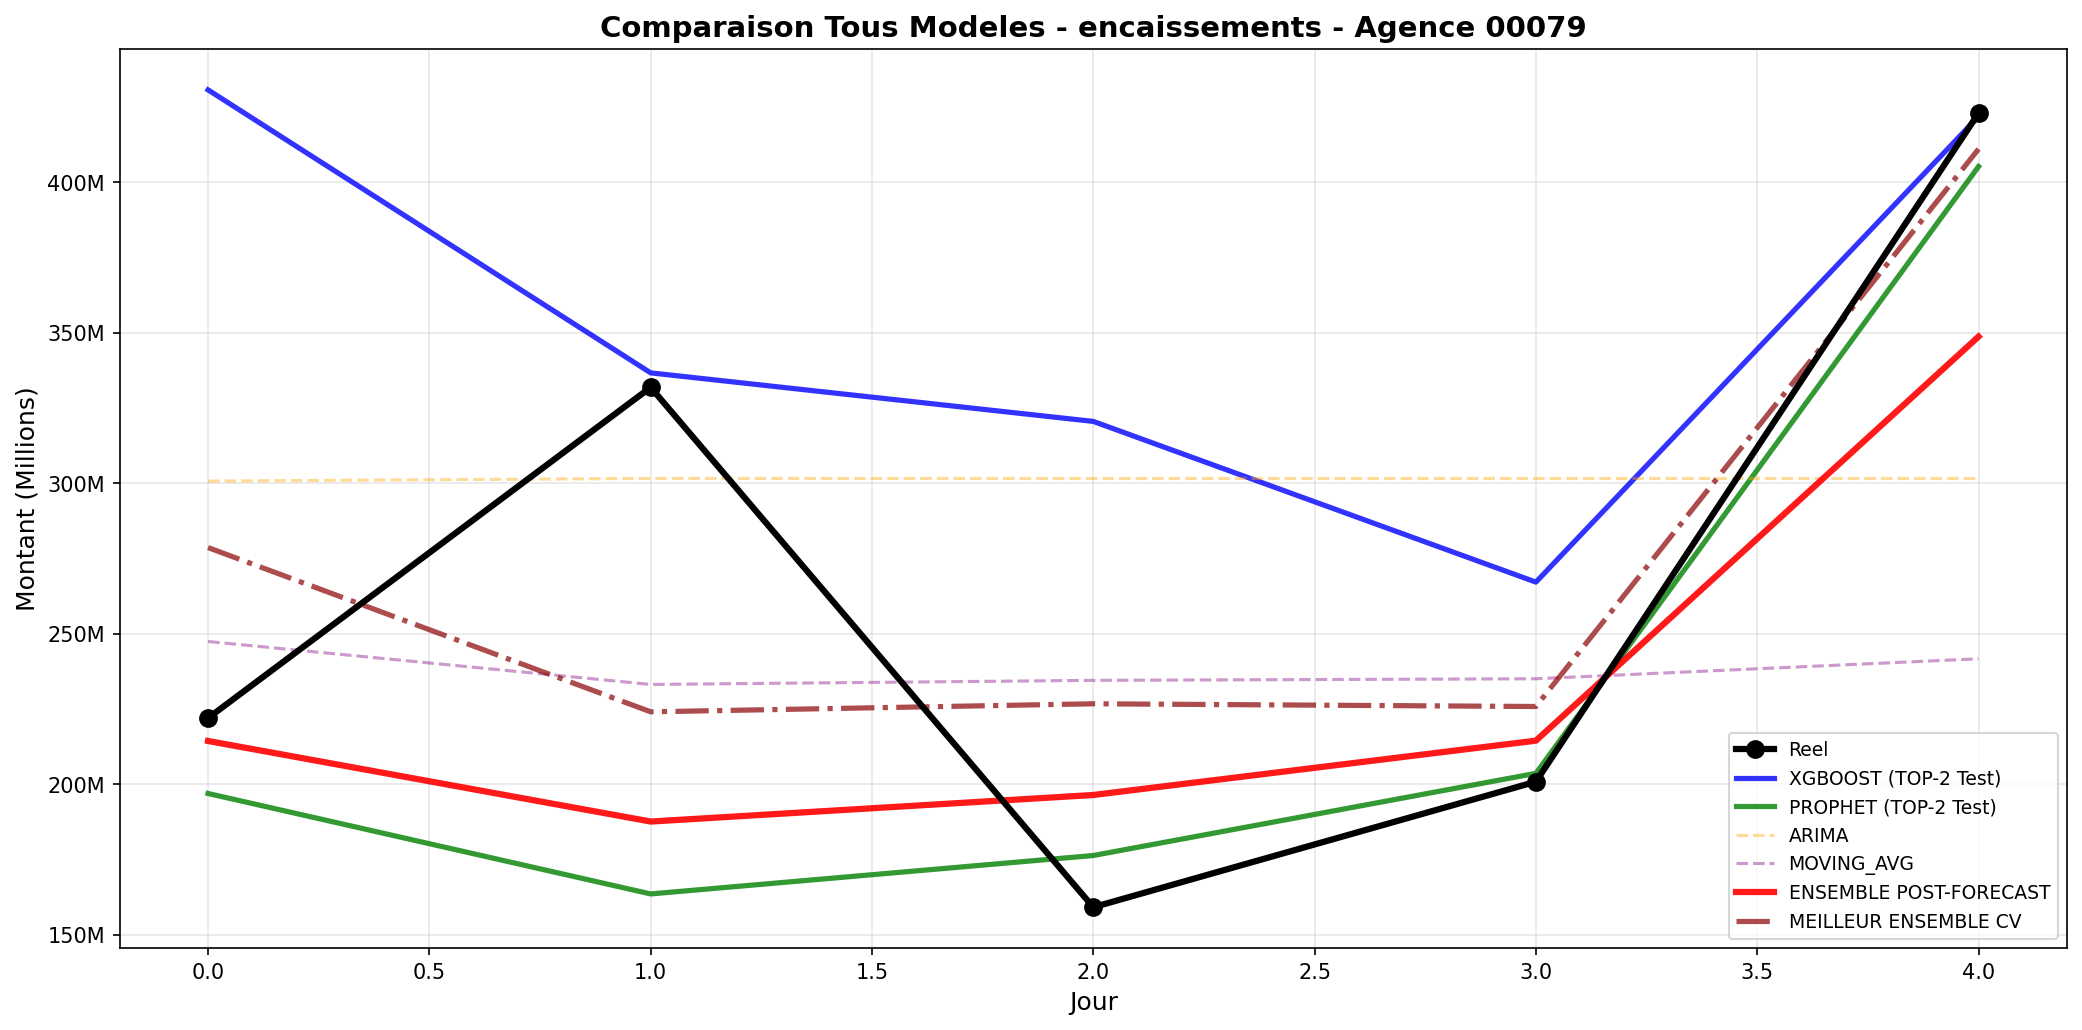 Comparaison Tous Modeles - encaissements - Agence 00079
Montant (Millions)
400M
350M
300M
250M
200M
150M
0.0 0.5 1.0 1.5 2.0 2.5 3.0 3.5 4.0
Jour
Reel
XGBOOST (TOP-2 Test)
PROPHET (TOP-2 Test)
ARIMA
MOVING_AVG
ENSEMBLE POST-FORECAST
MEILLEUR ENSEMBLE CV